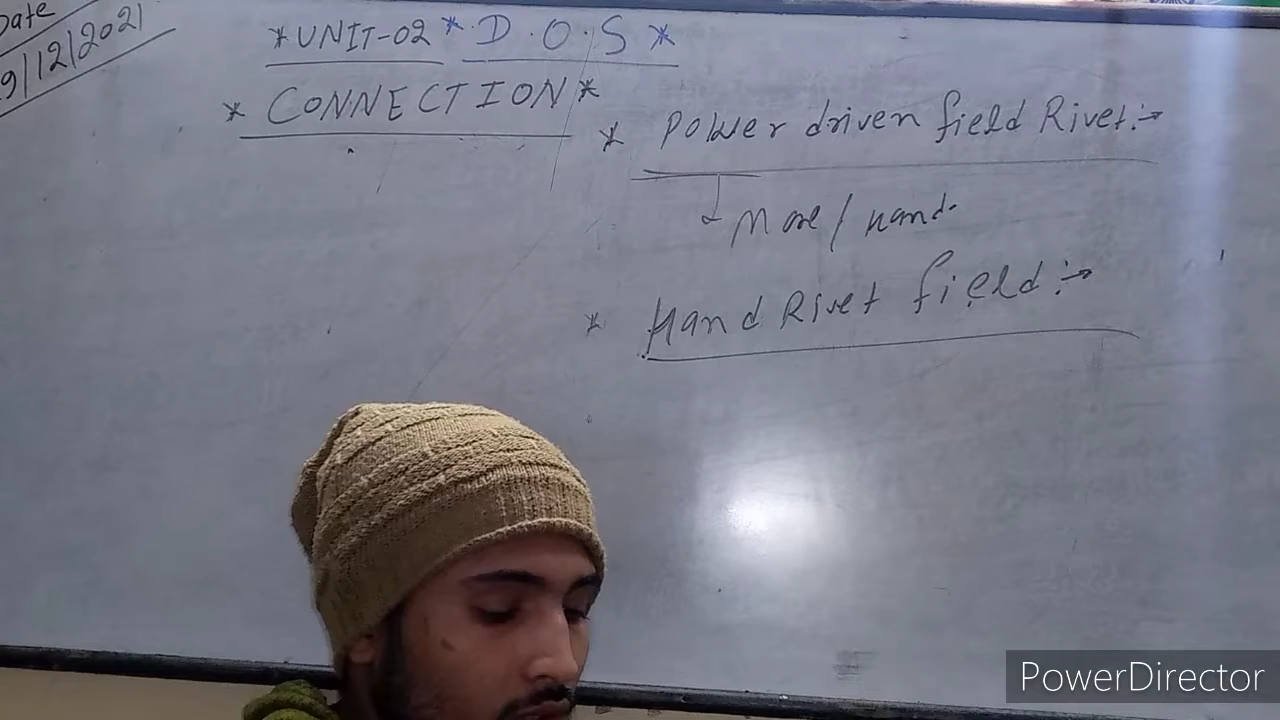 Date
9/12/2021
*UNIT-02 * D.O.S *
* CONNECTION *
* Power driven field Rivet :→
More / hand.
* Hand Rivet field :→
PowerDirector